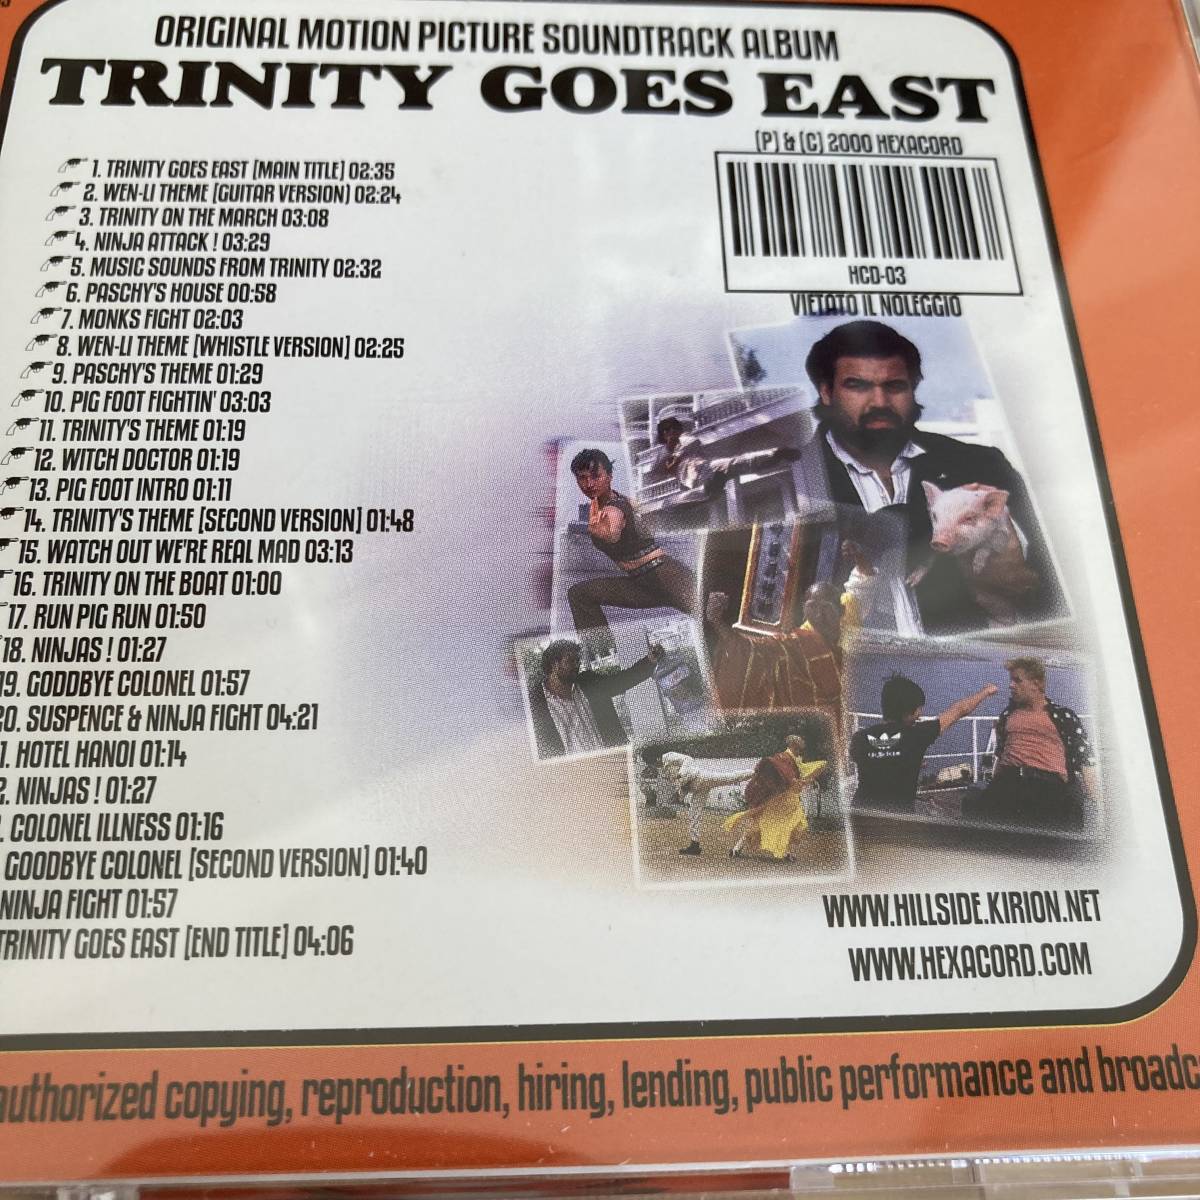 ORIGINAL MOTION PICTURE SOUNDTRACK ALBUM
TRINITY GOES EAST
(P) & (C) 2000 HEXACORD
HCD-03
VIETATO IL NOLEGGIO
1. TRINITY GOES EAST [MAIN TITLE] 02:35
2. WEN-LI THEME [GUITAR VERSION) 02:24
3. TRINITY ON THE MARCH 03:08
4. NINJA ATTACK ! 03:29
5. MUSIC SOUNDS FROM TRINITY 02:32
6. PASCHY'S HOUSE 00:58
7. MONKS FIGHT 02:03
8. WEN-LI THEME [WHISTLE VERSION] 02:25
9. PASCHY'S THEME 01:29
10. PIG FOOT FIGHTIN' 03:03
11. TRINITY'S THEME 01:19
12. WITCH DOCTOR 01:19
13. PIG FOOT INTRO 01:11
14. TRINITY'S THEME [SECOND VERSION] 01:48
15. WATCH OUT WE'RE REAL MAD 03:13
16. TRINITY ON THE BOAT 01:00
17. RUN PIG RUN 01:50
18. NINJAS ! 01:27
19. GODDBYE COLONEL 01:57
20. SUSPENCE & NINJA FIGHT 04:21
1. HOTEL HANOI 01:14
2. NINJAS ! 01:27
. COLONEL ILLNESS 01:16
GOODBYE COLONEL [SECOND VERSION] 01:40
NINJA FIGHT 01:57
TRINITY GOES EAST [END TITLE] 04:06
WWW.HILLSIDE.KIRION.NET
WWW.HEXACORD.COM
authorized copying, reproduction, hiring, lending, public performance and broadc